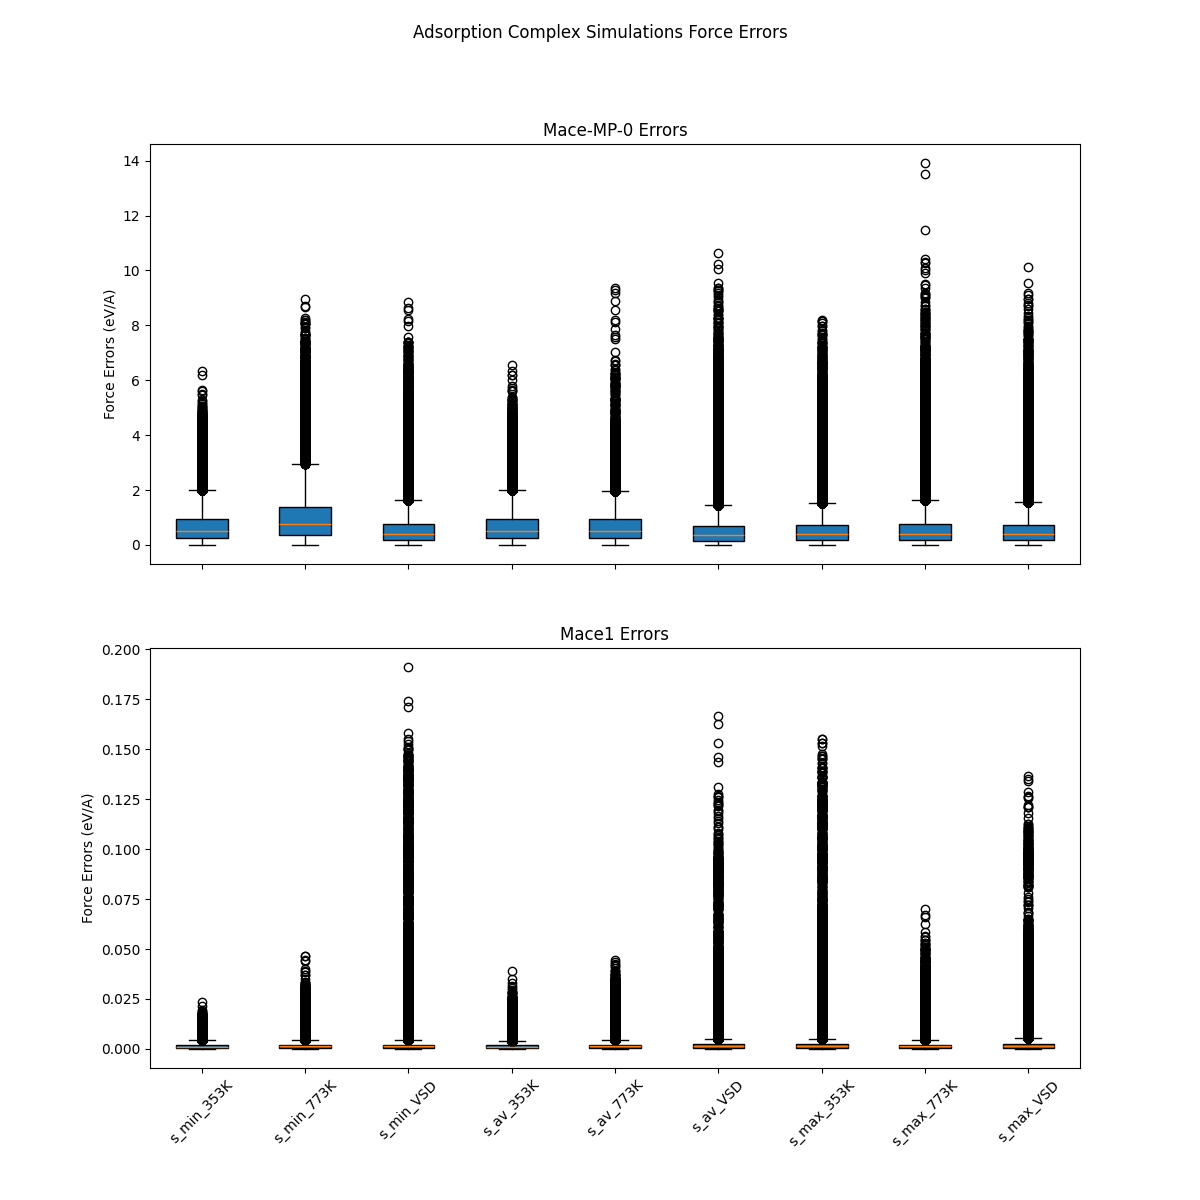 Adsorption Complex Simulations Force Errors
Mace-MP-0 Errors
Force Errors (eV/A)
14
12
10
8
6
4
2
0
Mace1 Errors
Force Errors (eV/A)
0.200
0.175
0.150
0.125
0.100
0.075
0.050
0.025
0.000
s_min_353K
s_min_773K
s_min_VSD
s_av_353K
s_av_773K
s_av_VSD
s_max_353K
s_max_773K
s_max_VSD